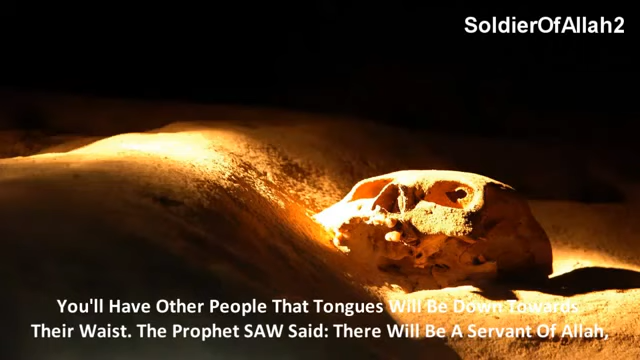 SoldierOfAllah2
You'll Have Other People That Tongues Will Be Down Towards
Their Waist. The Prophet SAW Said: There Will Be A Servant Of Allah,